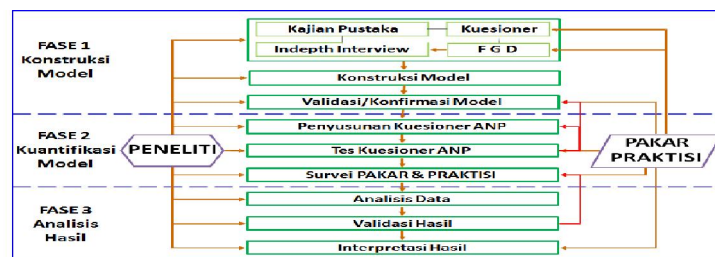 FASE 1
Konstruksi
Model
Kajian Pustaka
Kuesioner
Indepth Interview
F G D
Konstruksi Model
Validasi/Konfirmasi Model
FASE 2
Kuantifikasi
Model
PENELITI
Penyusunan Kuesioner ANP
Tes Kuesioner ANP
Survei PAKAR & PRAKTISI
PAKAR
PRAKTISI
FASE 3
Analisis
Hasil
Analisis Data
Validasi Hasil
Interpretasi Hasil